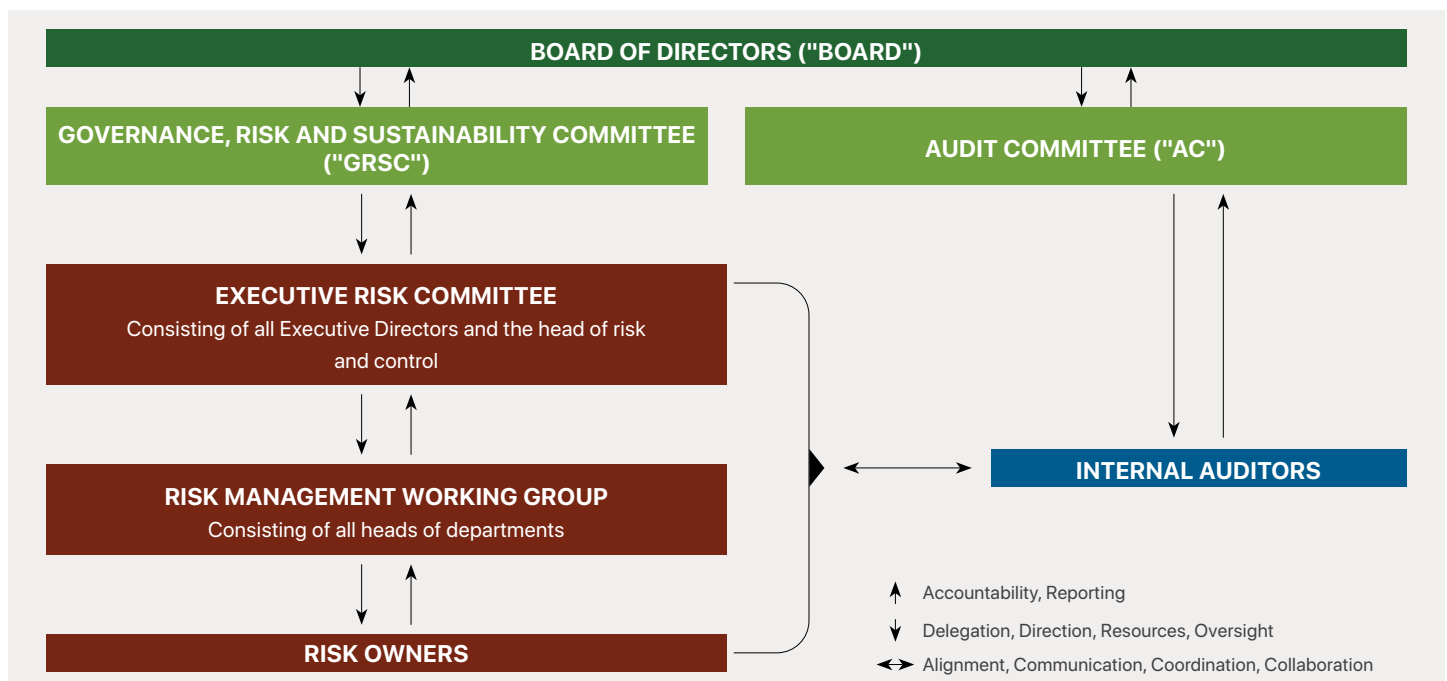 BOARD OF DIRECTORS ("BOARD")
GOVERNANCE, RISK AND SUSTAINABILITY COMMITTEE
("GRSC")
AUDIT COMMITTEE ("AC")
EXECUTIVE RISK COMMITTEE
Consisting of all Executive Directors and the head of risk
and control
RISK MANAGEMENT WORKING GROUP
Consisting of all heads of departments
INTERNAL AUDITORS
RISK OWNERS
Accountability, Reporting
Delegation, Direction, Resources, Oversight
Alignment, Communication, Coordination, Collaboration